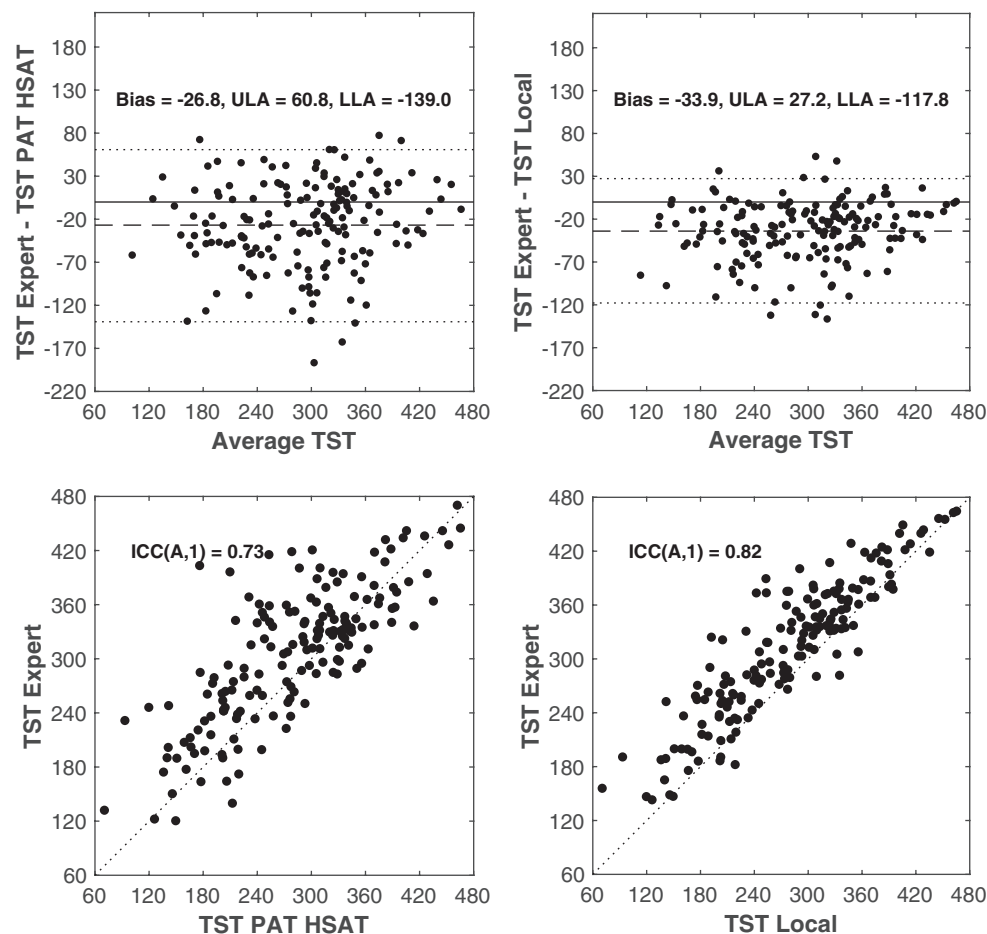 TST Expert - TST PAT HSAT
180
130
80
30
-20
-70
-120
-170
-220
Bias = -26.8, ULA = 60.8, LLA = -139.0
60 120 180 240 300 360 420 480
Average TST
TST Expert - TST Local
180
130
80
30
-20
-70
-120
-170
-220
Bias = -33.9, ULA = 27.2, LLA = -117.8
60 120 180 240 300 360 420 480
Average TST
TST Expert
480
420
360
300
240
180
120
60
ICC(A,1) = 0.73
60 120 180 240 300 360 420 480
TST PAT HSAT
TST Expert
480
420
360
300
240
180
120
60
ICC(A,1) = 0.82
60 120 180 240 300 360 420 480
TST Local